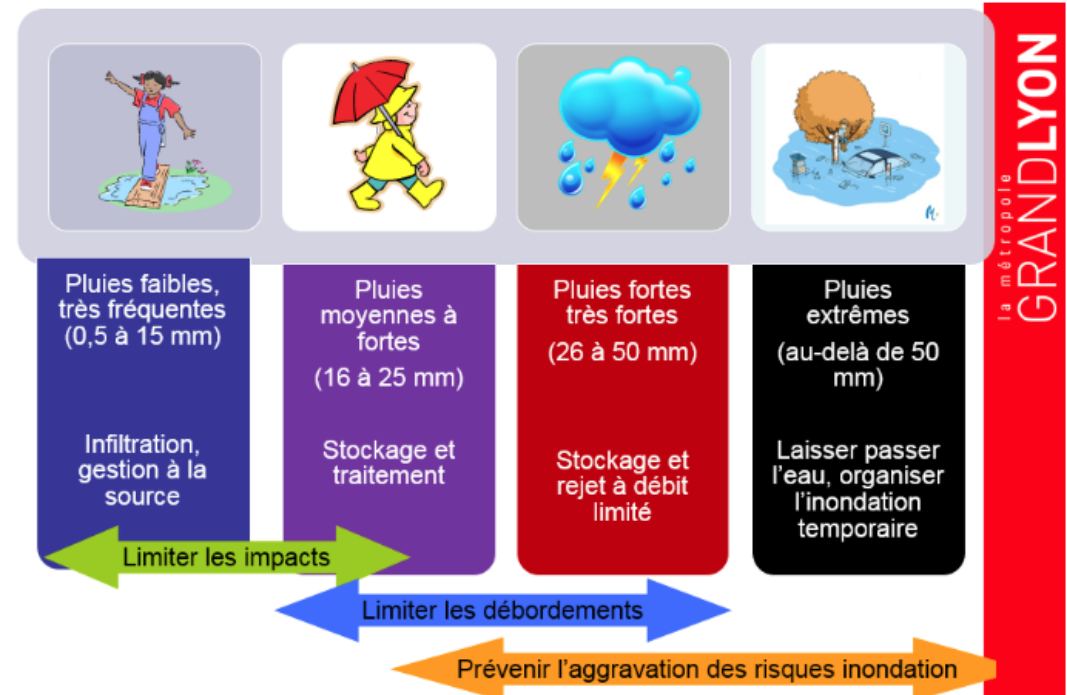 Pluies faibles,
très fréquentes
(0,5 à 15 mm)
Infiltration,
gestion à la
source
Pluies
moyennes à
fortes
(16 à 25 mm)
Stockage et
traitement
Pluies fortes
très fortes
(26 à 50 mm)
Stockage et
rejet à débit
limité
Pluies
extrêmes
(au-delà de 50
mm)
Laisser passer
l'eau, organiser
l'inondation
temporaire
Limiter les impacts
Limiter les débordements
Prévenir l'aggravation des risques inondation
la métropole
GRANDLYON